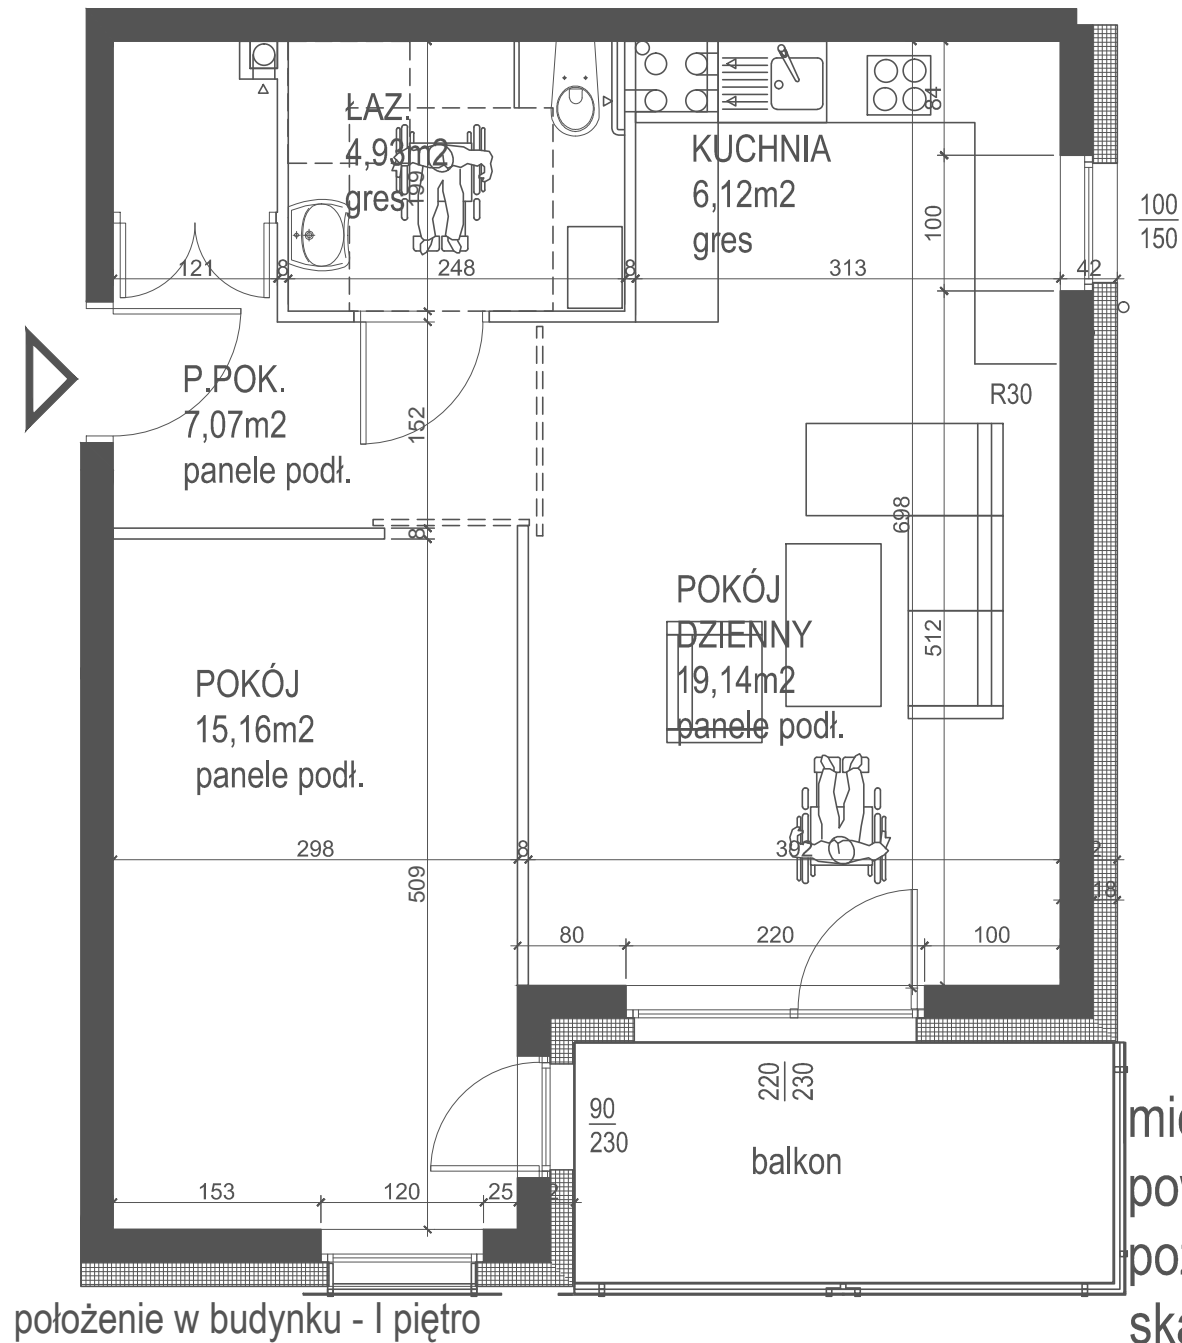 ŁAZ.
4,93m2
gres
KUCHNIA
6,12m2
gres
84
100
100
150
121
8
248
8
313
42
P.POK.
7,07m2
panele podł.
152
R30
8
698
POKÓJ
DZIENNY
19,14m2
panele podł.
512
POKÓJ
15,16m2
panele podł.
298
8
392
509
18
80
220
100
220
230
90
230
balkon
153
120
25
położenie w budynku - I piętro